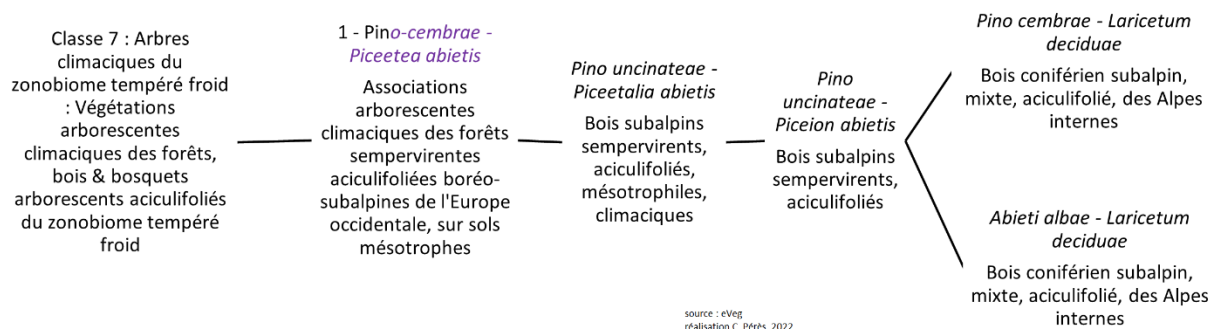 Classe 7 : Arbres
climaciques du
zonobiome tempéré froid
: Végétations
arborescentes
climaciques des forêts,
bois & bosquets
arborescents aciculifoliés
du zonobiome tempéré
froid
1 - Pino-cembrae -
Piceetea abietis
Associations
arborescentes
climaciques des forêts
sempervirentes
aciculifoliées boréo-
subalpines de l'Europe
occidentale, sur sols
mésotrophes
Pino uncinateae -
Piceetalia abietis
Bois subalpins
sempervirents,
aciculifoliés,
mésotrophiles,
climaciques
Pino
uncinateae -
Piceion abietis
Bois subalpins
sempervirents,
aciculifoliés
Pino cembrae - Laricetum
deciduae
Bois coniférien subalpin,
mixte, aciculifolié, des Alpes
internes
Abieti albae - Laricetum
deciduae
Bois coniférien subalpin,
mixte, aciculifolié, des Alpes
internes
source : eVeg
réalisation C. Pérès, 2022